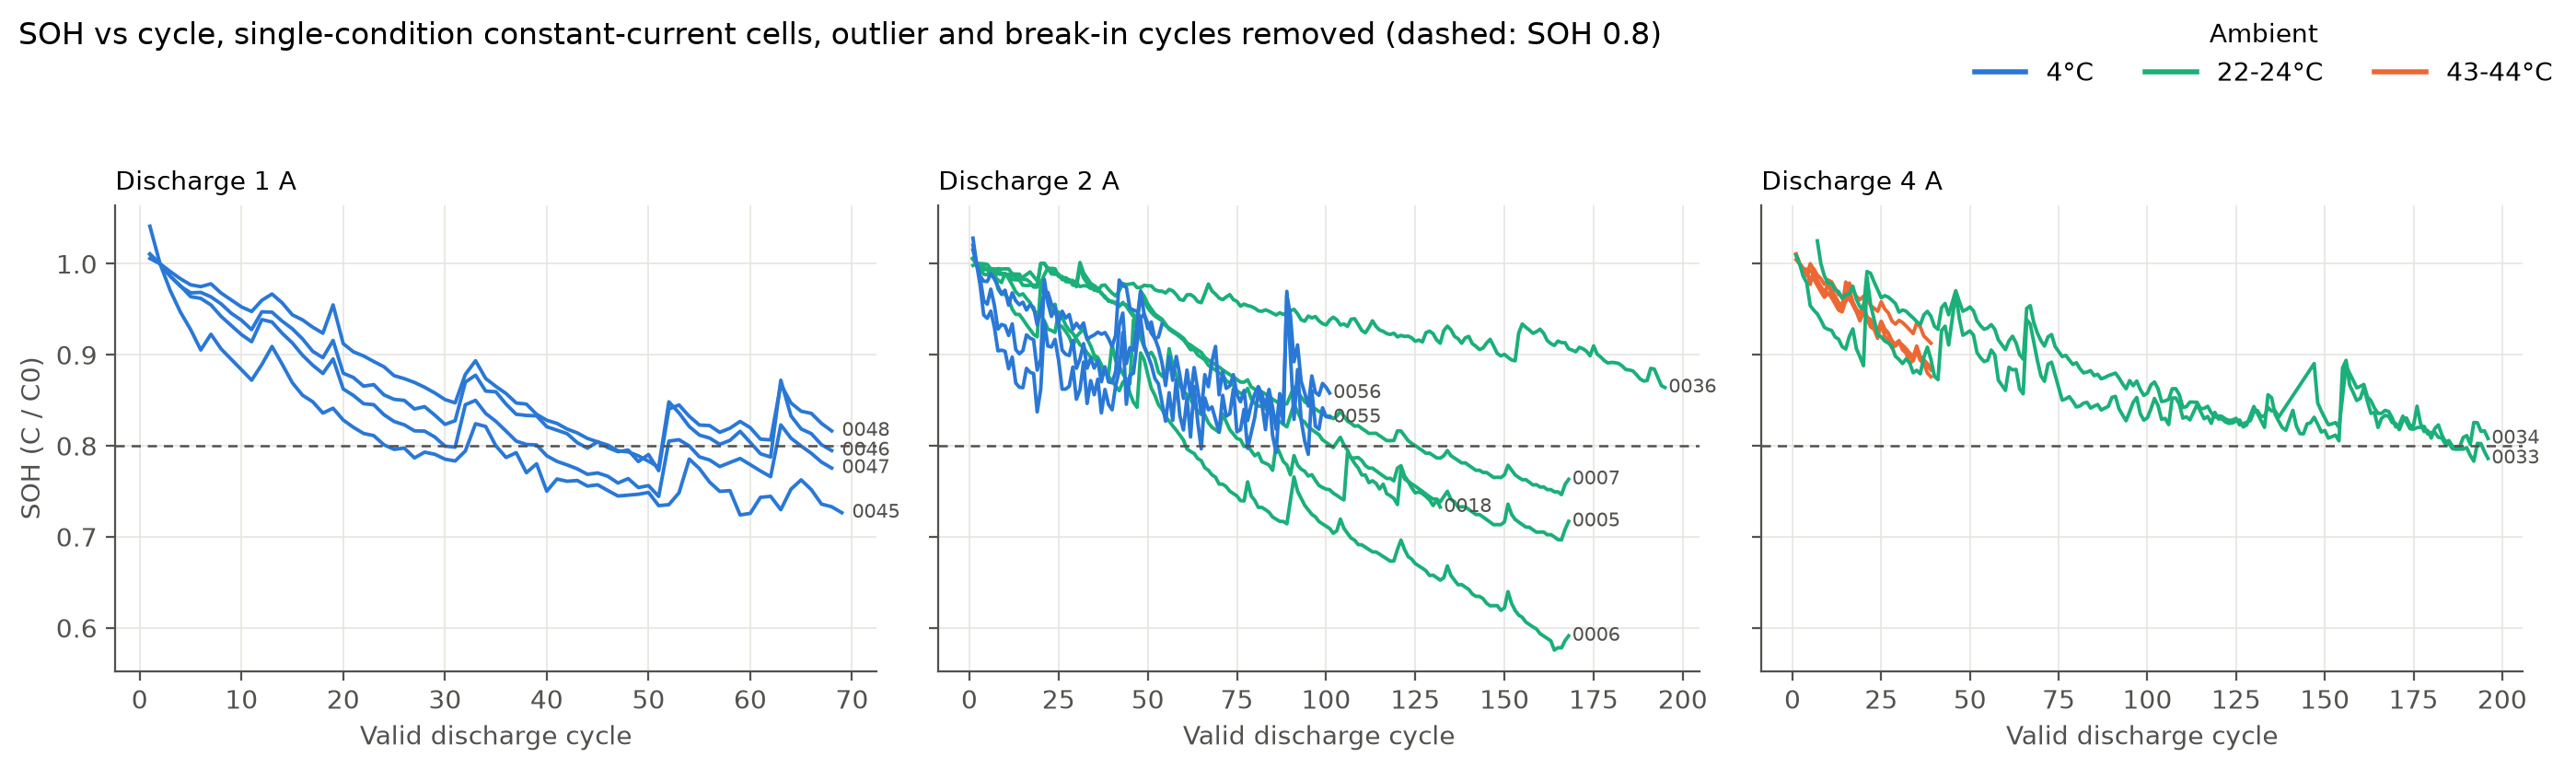 SOH vs cycle, single-condition constant-current cells, outlier and break-in cycles removed (dashed: SOH 0.8)
Ambient
4°C
22-24°C
43-44°C
Discharge 1 A
SOH (C / C0)
1.0
0.9
0.8
0.7
0.6
0048
0046
0047
0045
0 10 20 30 40 50 60 70
Valid discharge cycle
Discharge 2 A
0036
0056
0055
0007
0018
0005
0006
0 25 50 75 100 125 150 175 200
Valid discharge cycle
Discharge 4 A
0034
0033
0 25 50 75 100 125 150 175 200
Valid discharge cycle